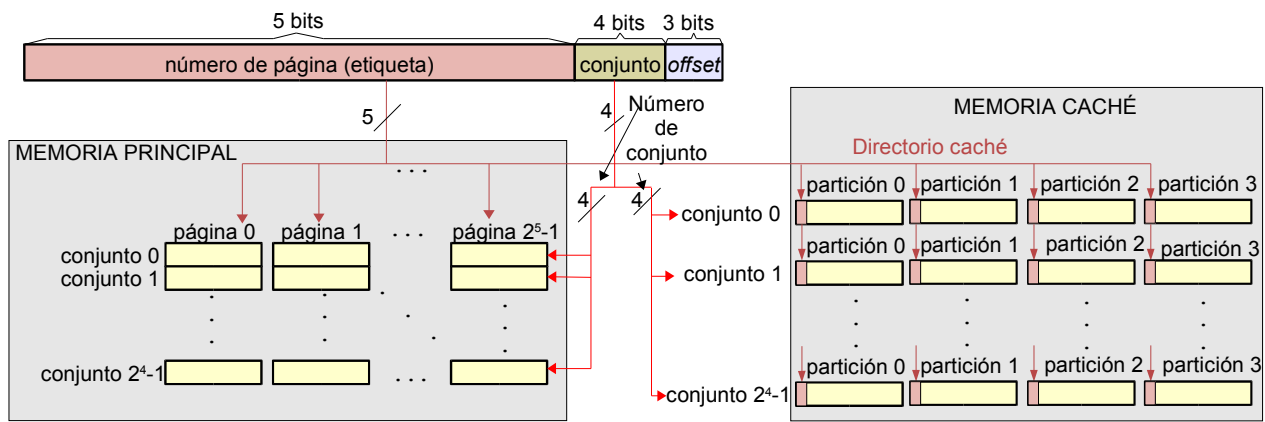 5 bits
4 bits
3 bits
número de página (etiqueta)
conjunto
offset
5
4
Número
de
conjunto
MEMORIA PRINCIPAL
. . .
4
4
página 0
página 1
. . .
página 2⁵-1
conjunto 0
conjunto 1
conjunto 2⁴-1
. . .
conjunto 0
conjunto 1
conjunto 2⁴-1
MEMORIA CACHÉ
Directorio caché
partición 0 partición 1 partición 2 partición 3
partición 0 partición 1 partición 2 partición 3
partición 0 partición 1 partición 2 partición 3